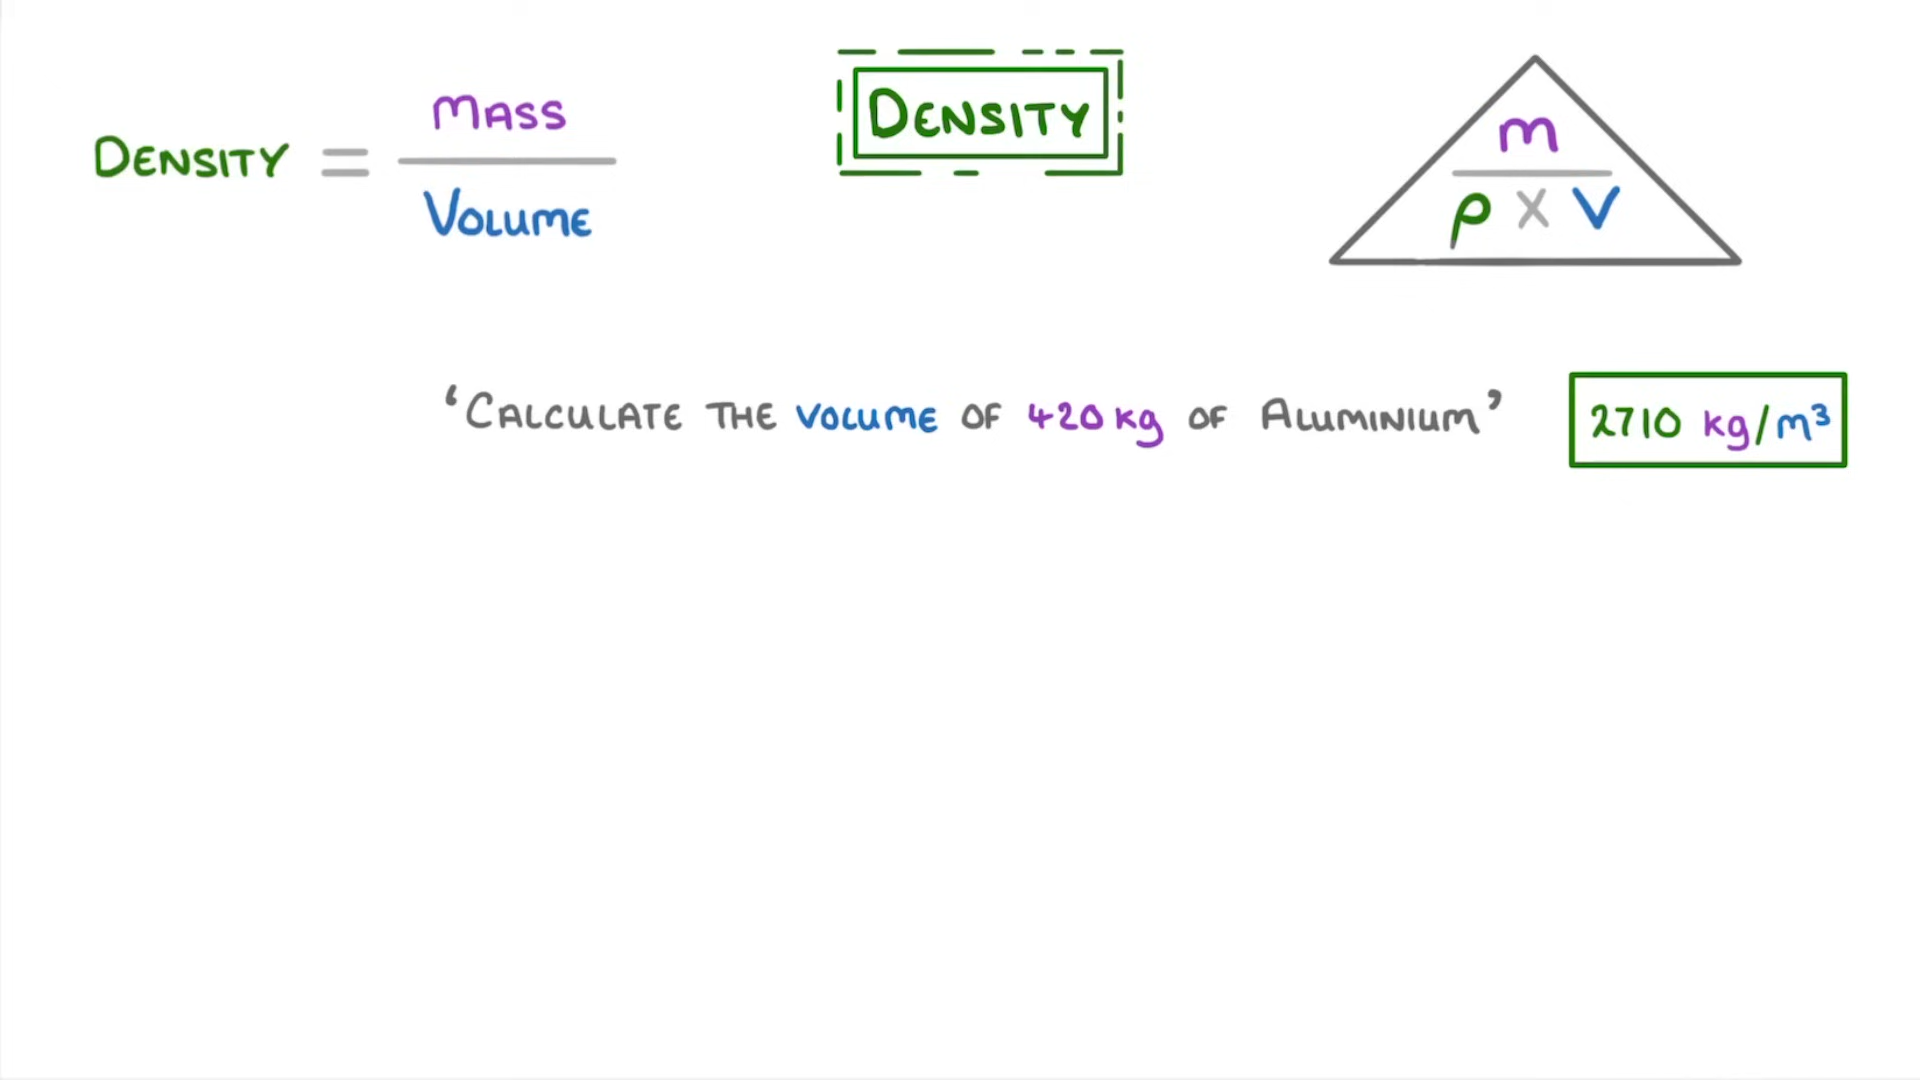 DENSITY = MASS / VOLUME
DENSITY
m
ρ X V
‘CALCULATE THE VOLUME OF 420 kg OF ALUMINIUM’
2710 kg/m³